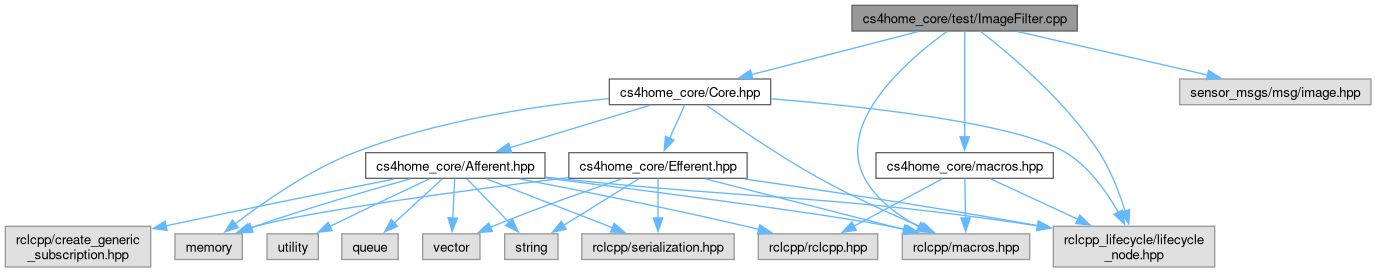 cs4home_core/test/ImageFilter.cpp
cs4home_core/Core.hpp
sensor_msgs/msg/image.hpp
cs4home_core/Afferent.hpp
cs4home_core/Efferent.hpp
cs4home_core/macros.hpp
rclcpp/create_generic
_subscription.hpp
memory
utility
queue
vector
string
rclcpp/serialization.hpp
rclcpp/rclcpp.hpp
rclcpp/macros.hpp
rclcpp_lifecycle/lifecycle
_node.hpp